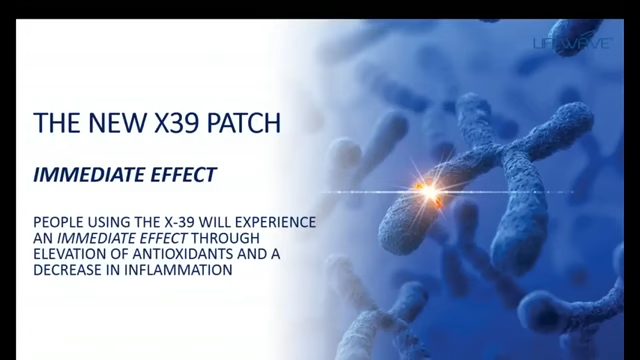 LIFEWAVE
THE NEW X39 PATCH
IMMEDIATE EFFECT
PEOPLE USING THE X-39 WILL EXPERIENCE
AN IMMEDIATE EFFECT THROUGH
ELEVATION OF ANTIOXIDANTS AND A
DECREASE IN INFLAMMATION